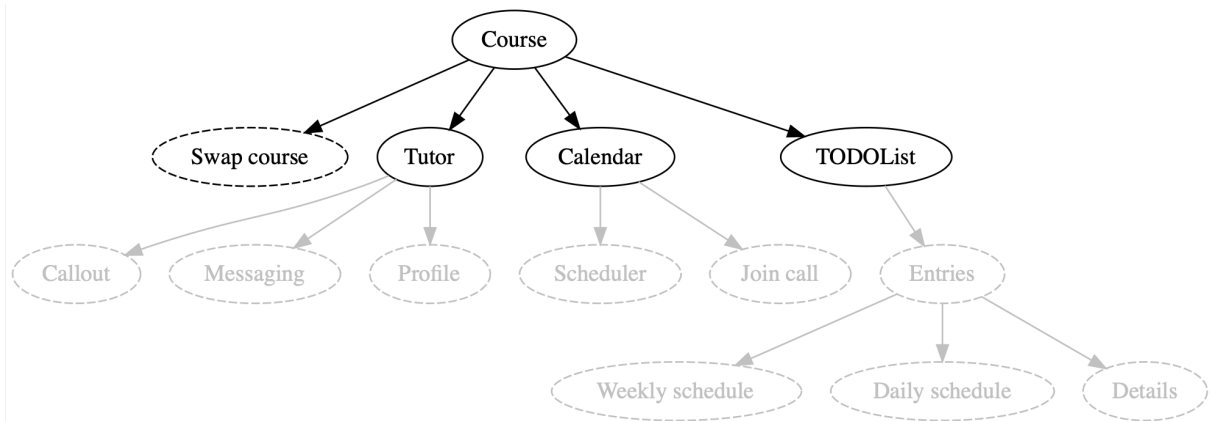 Course
Swap course
Tutor
Calendar
TODOList
Callout
Messaging
Profile
Scheduler
Join call
Entries
Weekly schedule
Daily schedule
Details